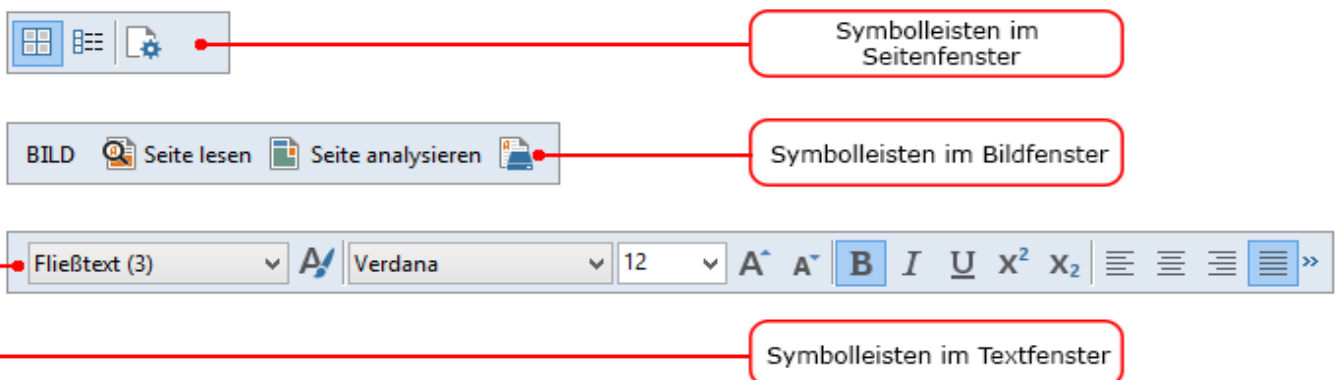 Symbolleisten im
Seitenfenster
BILD Seite lesen Seite analysieren
Symbolleisten im Bildfenster
Fließtext (3) Verdana 12 A A B I U X² X₂ »
Symbolleisten im Textfenster